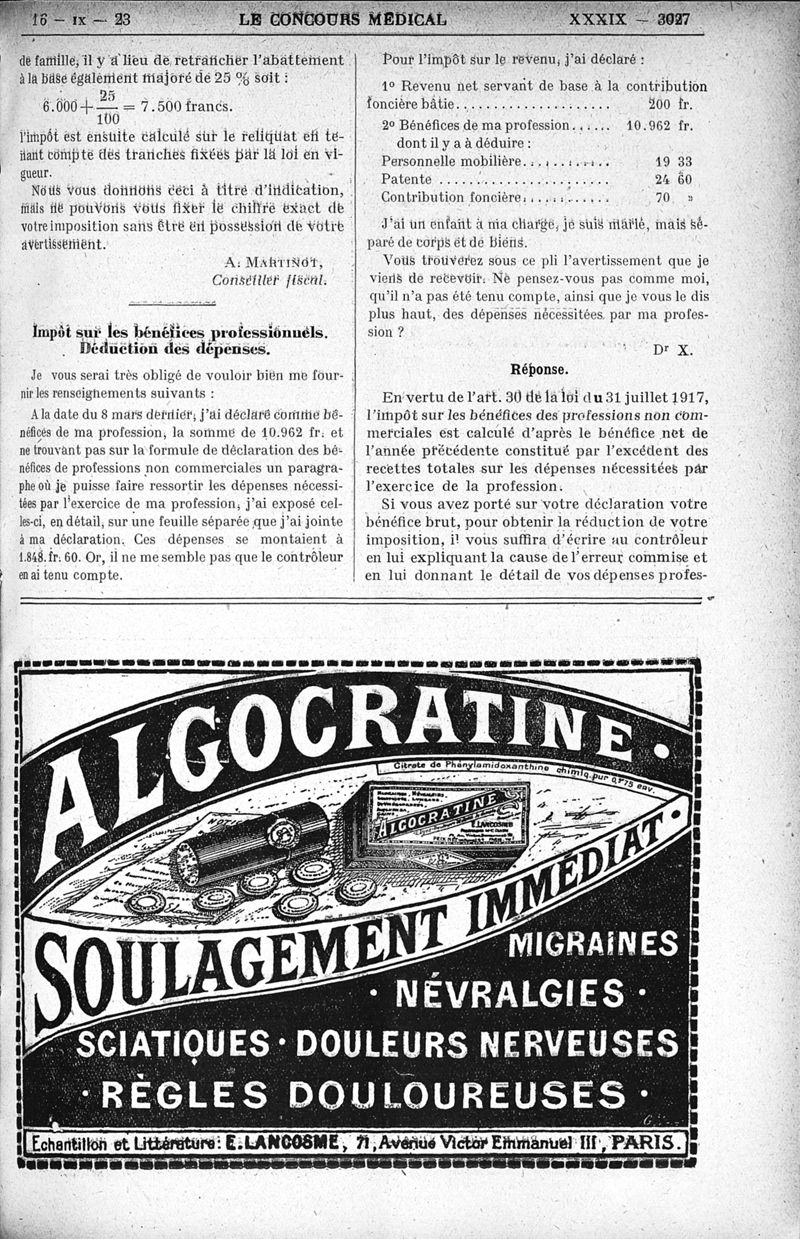 16 — IX — 23
LE CONCOURS MÉDICAL
XXXIX — 3027
de famille, il y a lieu de retrancher l'abattement
à la base également majoré de 25 % soit :
6.000 + 25/100 = 7.500 francs.
l'impôt est ensuite calculé sur le reliquat en te-
nant compte des tranches fixées par la loi en vi-
gueur.
Nous vous donnons ceci à titre d'indication,
mais ne pouvons vous fixer le chiffre exact de
votre imposition sans être en possession de votre
avertissement.
A. MARTINOT,
Conseiller fiscal.
Impôt sur les bénéfices professionnels.
Déduction des dépenses.
Je vous serai très obligé de vouloir bien me four-
nir les renseignements suivants :
A la date du 8 mars dernier, j'ai déclaré comme bé-
néfices de ma profession, la somme de 10.962 fr. et
ne trouvant pas sur la formule de déclaration des bé-
néfices de professions non commerciales un paragra-
phe où je puisse faire ressortir les dépenses nécessi-
tées par l'exercice de ma profession, j'ai exposé cel-
les-ci, en détail, sur une feuille séparée que j'ai jointe
à ma déclaration. Ces dépenses se montaient à
1.848 fr. 60. Or, il ne me semble pas que le contrôleur
en ai tenu compte.
Pour l'impôt sur le revenu, j'ai déclaré :
1° Revenu net servant de base à la contribution
foncière bâtie.................... 200 fr.
2° Bénéfices de ma profession...... 10.962 fr.
dont il y a à déduire :
Personnelle mobilière............ 19 33
Patente ...................... 24 60
Contribution foncière............ 70 »
J'ai un enfant à ma charge, je suis marié, mais sé-
paré de corps et de biens.
Vous trouverez sous ce pli l'avertissement que je
viens de recevoir. Ne pensez-vous pas comme moi,
qu'il n'a pas été tenu compte, ainsi que je vous le dis
plus haut, des dépenses nécessitées par ma profes-
sion ?
Dr X.
Réponse.
En vertu de l'art. 30 de la loi du 31 juillet 1917,
l'impôt sur les bénéfices des professions non com-
merciales est calculé d'après le bénéfice net de
l'année précédente constitué par l'excédent des
recettes totales sur les dépenses nécessitées par
l'exercice de la profession.
Si vous avez porté sur votre déclaration votre
bénéfice brut, pour obtenir la réduction de votre
imposition, il vous suffira d'écrire au contrôleur
en lui expliquant la cause de l'erreur commise et
en lui donnant le détail de vos dépenses profes-
ALGOCRATINE •
Citrate de Phénylamidoxanthine chimiq. pur 0,gr75 env.
ALGOCRATINE
E. LANCOSME
SOULAGEMENT IMMÉDIAT •
MIGRAINES
• NÉVRALGIES •
SCIATIQUES • DOULEURS NERVEUSES
• RÈGLES DOULOUREUSES •
Echantillon et Littérature: E. LANCOSME, 71, Avenue Victor Emmanuel III, PARIS.